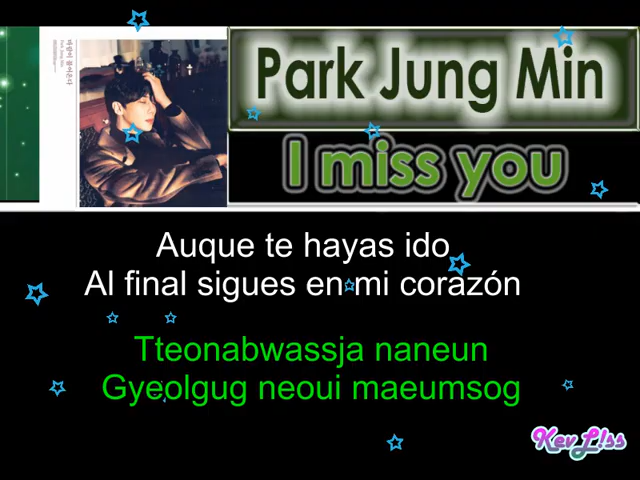 Park Jung Min
I miss you
Auque te hayas ido
Al final sigues en mi corazón
Tteonabwassja naneun
Gyeolgug neoui maeumsog
KevL!ss